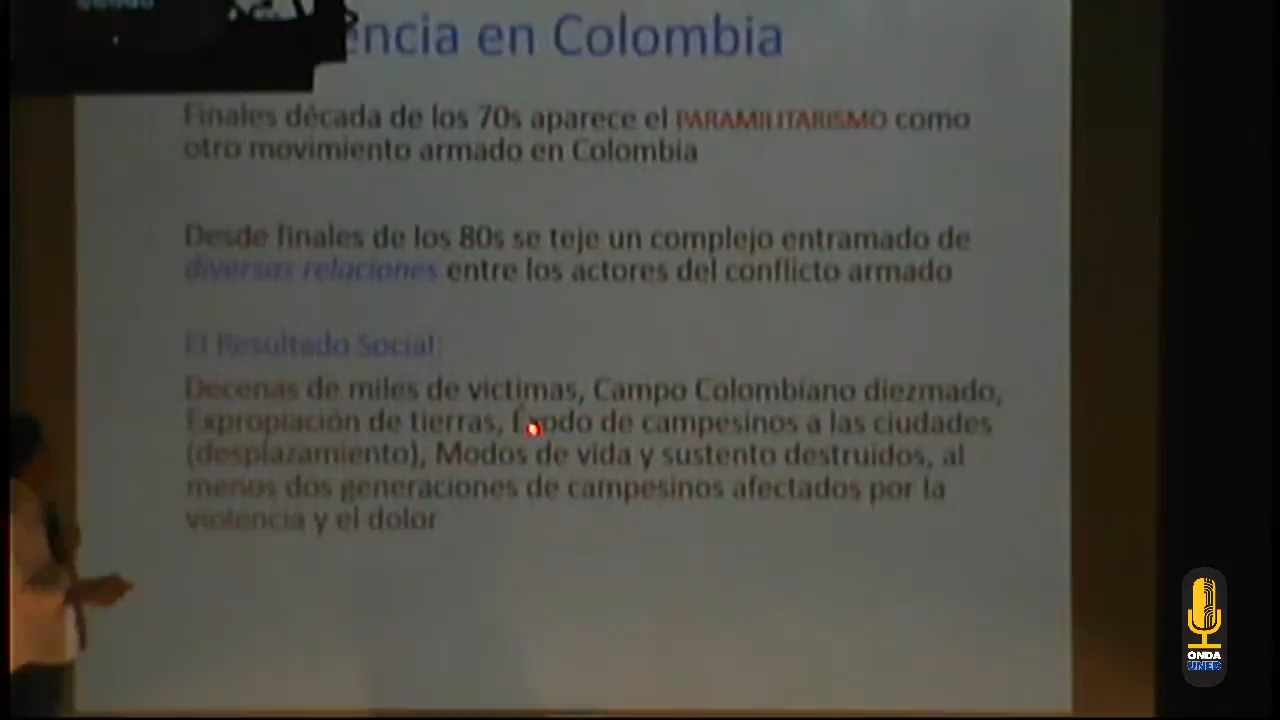 encia en Colombia
Finales década de los 70s aparece el PARAMILITARISMO como
otro movimiento armado en Colombia
Desde finales de los 80s se teje un complejo entramado de
diversas relaciones entre los actores del conflicto armado
El Resultado Social:
Decenas de miles de victimas, Campo Colombiano diezmado,
Expropiación de tierras, Éxodo de campesinos a las ciudades
(desplazamiento), Modos de vida y sustento destruidos, al
menos dos generaciones de campesinos afectados por la
violencia y el dolor
ONDA
UNEB